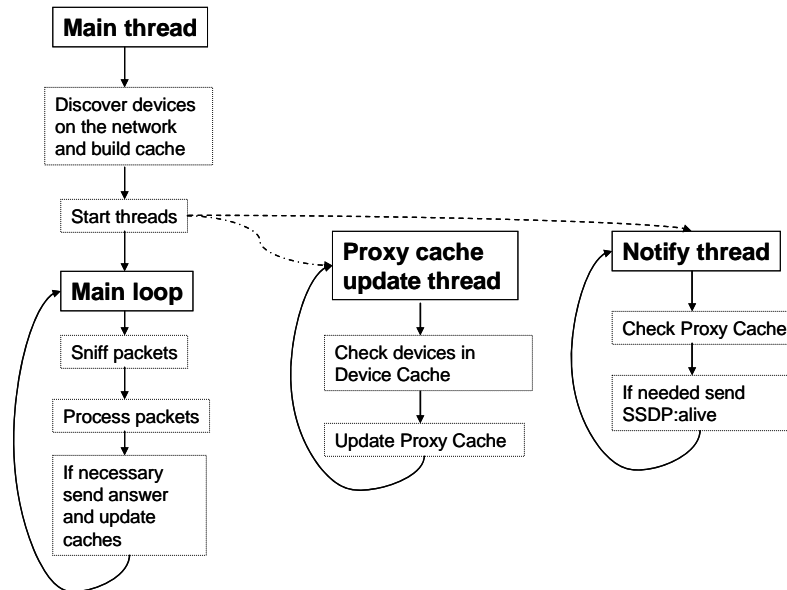 Main thread
Discover devices
on the network
and build cache
Start threads
Main loop
Sniff packets
Process packets
If necessary
send answer
and update
caches
Proxy cache
update thread
Check devices in
Device Cache
Update Proxy Cache
Notify thread
Check Proxy Cache
If needed send
SSDP:alive